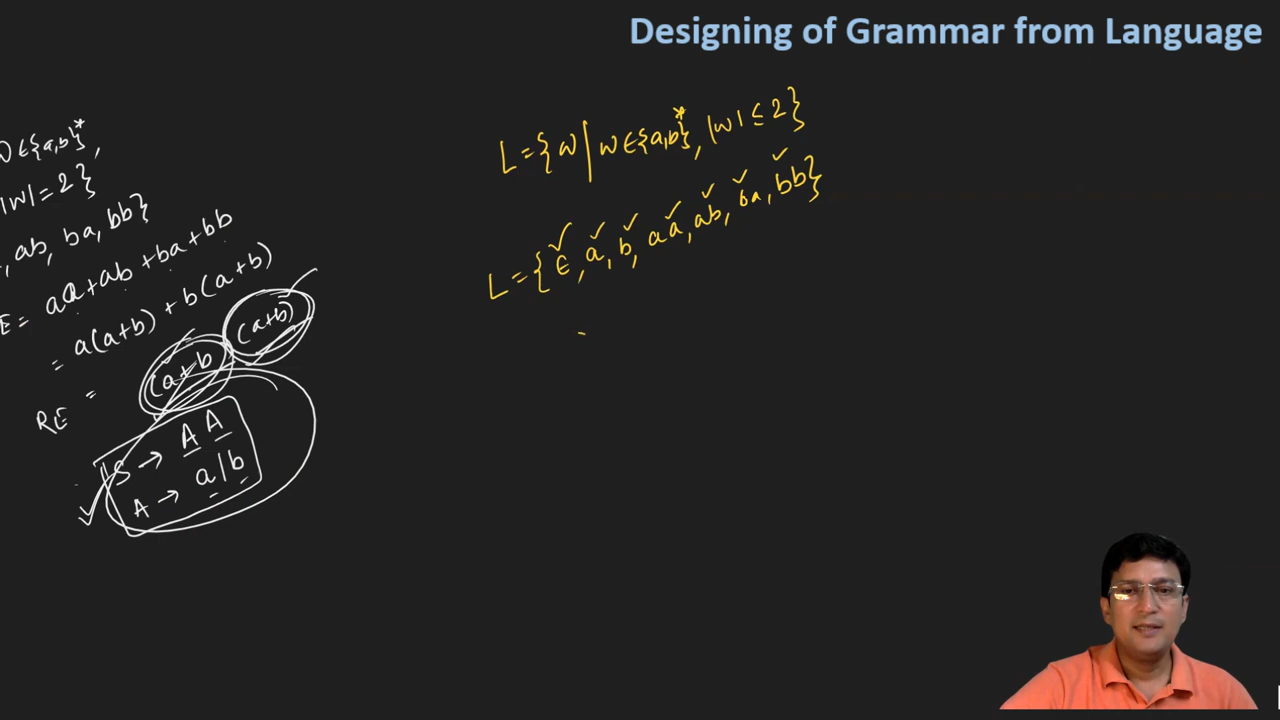 Designing of Grammar from Language
w∈{a,b}*,
|w|=2},
, ab, ba, bb}
= aa+ab+ba+bb
= a(a+b) + b(a+b)
RE = (a+b) (a+b)
S → A A
A → a|b
L={w|w∈{a,b}*, |w|≤2}
L={ϵ, a, b, aa, ab, ba, bb}